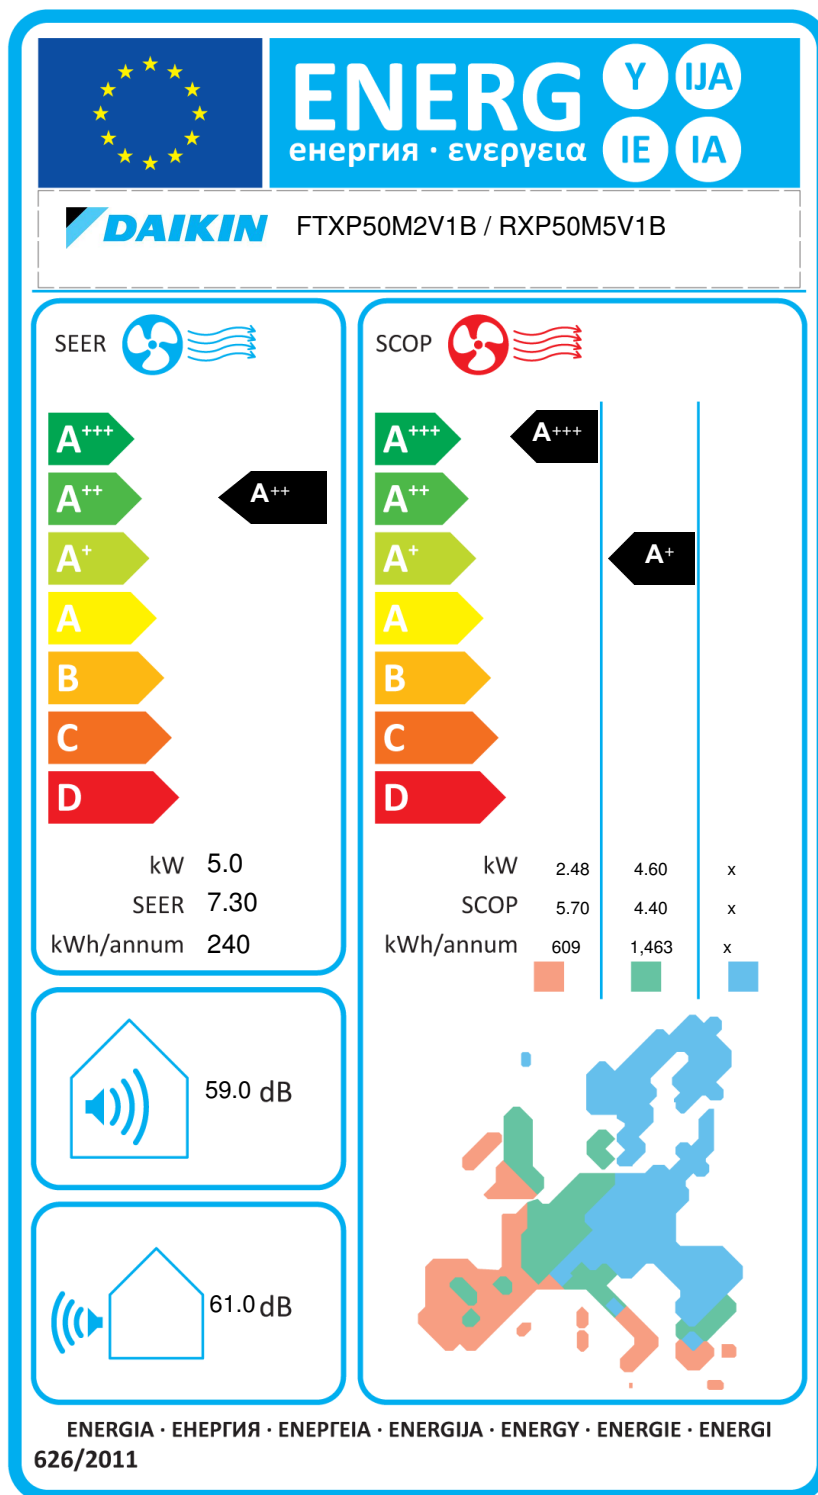 ENERG
енергия · ενεργεια
Y IJA
IE IA
DAIKIN FTXP50M2V1B / RXP50M5V1B
SEER
A+++
A++ A++
A+
A
B
C
D
kW 5.0
SEER 7.30
kWh/annum 240
SCOP
A+++ A+++
A++
A+ A+
A
B
C
D
kW 2.48 4.60 x
SCOP 5.70 4.40 x
kWh/annum 609 1,463 x
59.0 dB
61.0 dB
ENERGIA · ЕНЕРГИЯ · ΕΝΕΡΓΕΙΑ · ENERGIJA · ENERGY · ENERGIE · ENERGI
626/2011